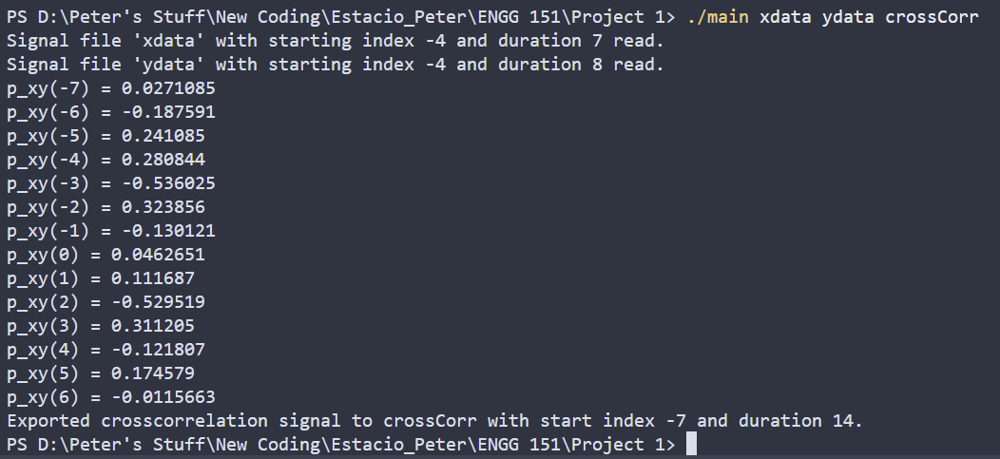 PS D:\Peter's Stuff\New Coding\Estacio_Peter\ENGG 151\Project 1> ./main xdata ydata crossCorr
Signal file 'xdata' with starting index -4 and duration 7 read.
Signal file 'ydata' with starting index -4 and duration 8 read.
p_xy(-7) = 0.0271085
p_xy(-6) = -0.187591
p_xy(-5) = 0.241085
p_xy(-4) = 0.280844
p_xy(-3) = -0.536025
p_xy(-2) = 0.323856
p_xy(-1) = -0.130121
p_xy(0) = 0.0462651
p_xy(1) = 0.111687
p_xy(2) = -0.529519
p_xy(3) = 0.311205
p_xy(4) = -0.121807
p_xy(5) = 0.174579
p_xy(6) = -0.0115663
Exported crosscorrelation signal to crossCorr with start index -7 and duration 14.
PS D:\Peter's Stuff\New Coding\Estacio_Peter\ENGG 151\Project 1>